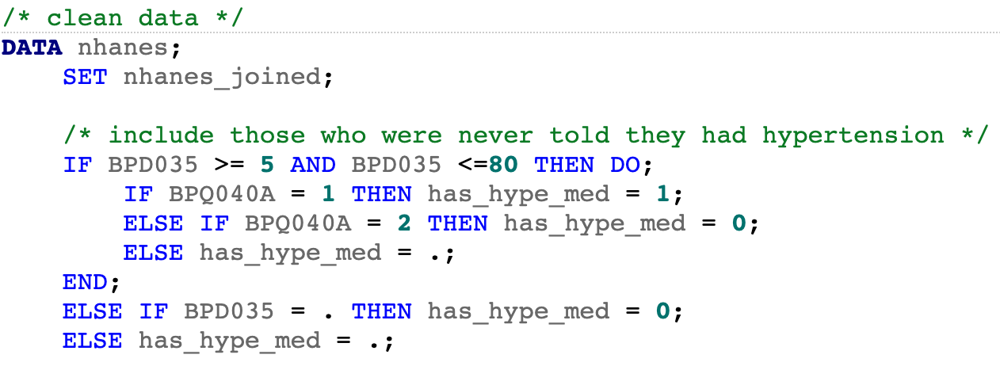 /* clean data */
DATA nhanes;
SET nhanes_joined;
/* include those who were never told they had hypertension */
IF BPD035 >= 5 AND BPD035 <=80 THEN DO;
IF BPQ040A = 1 THEN has_hype_med = 1;
ELSE IF BPQ040A = 2 THEN has_hype_med = 0;
ELSE has_hype_med = .;
END;
ELSE IF BPD035 = . THEN has_hype_med = 0;
ELSE has_hype_med = .;